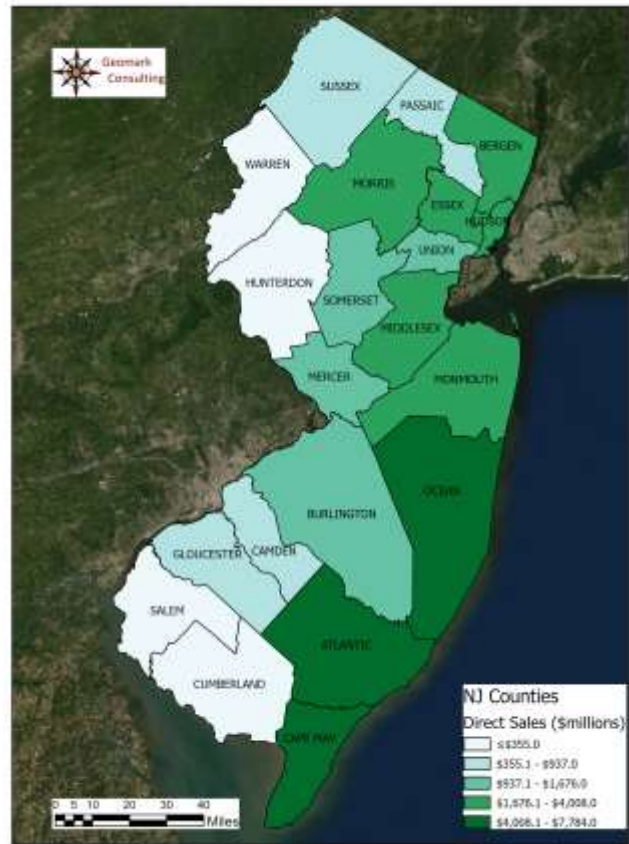 Geomark
Consulting
SUSSEX
PASSAIC
BERGEN
WARREN
MORRIS
ESSEX
HUDSON
UNION
HUNTERDON
SOMERSET
MIDDLESEX
MERCER
MONMOUTH
OCEAN
BURLINGTON
GLOUCESTER
CAMDEN
SALEM
ATLANTIC
CUMBERLAND
CAPE MAY
NJ Counties
Direct Sales ($millions)
≤$355.0
$355.1 - $937.0
$937.1 - $1,676.0
$1,676.1 - $4,008.0
$4,008.1 - $7,784.0
0 5 10 20 30 40
Miles